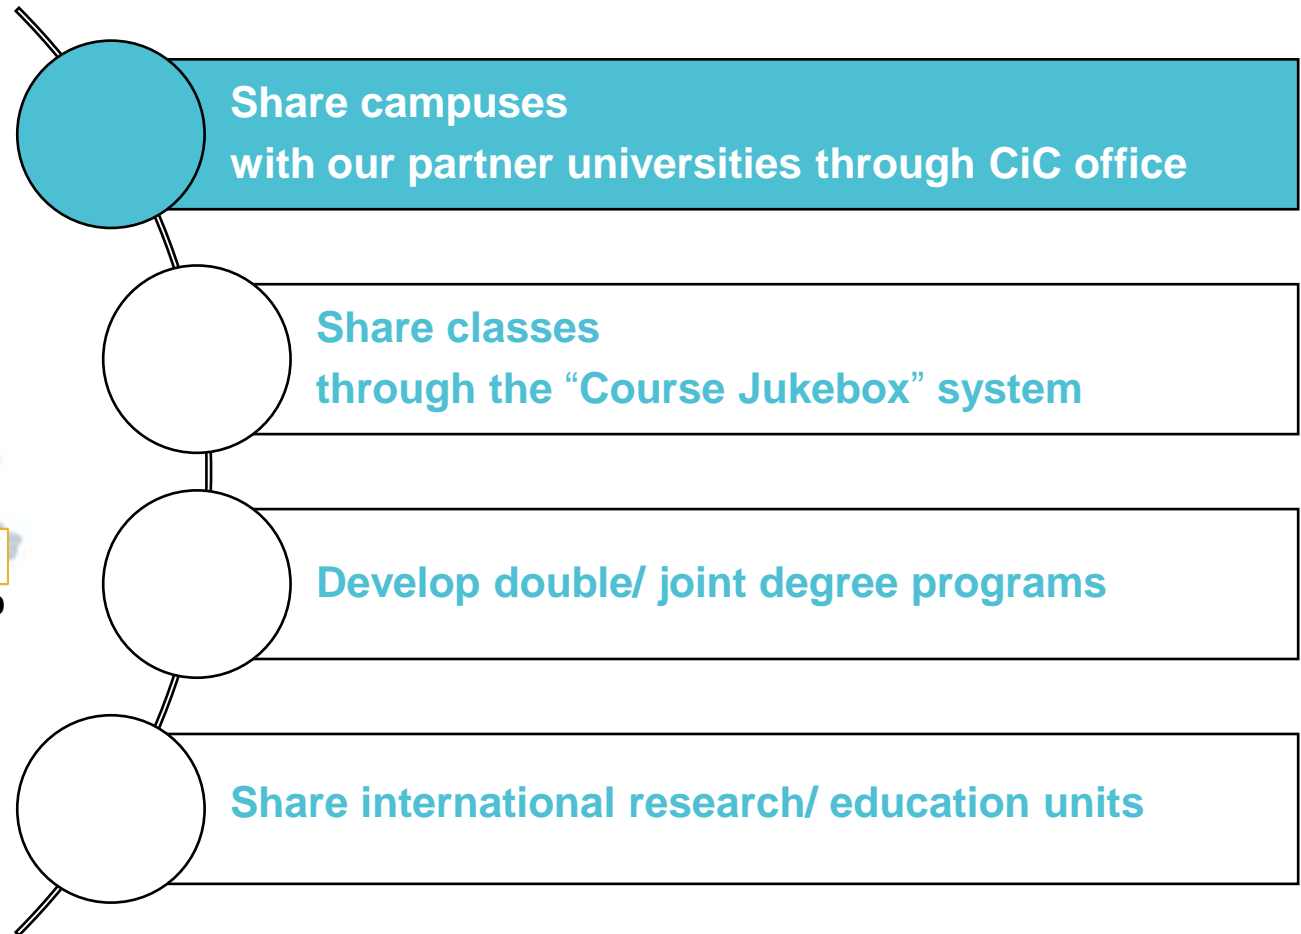 Share campuses
with our partner universities through CiC office
Share classes
through the “Course Jukebox” system
Develop double/ joint degree programs
Share international research/ education units